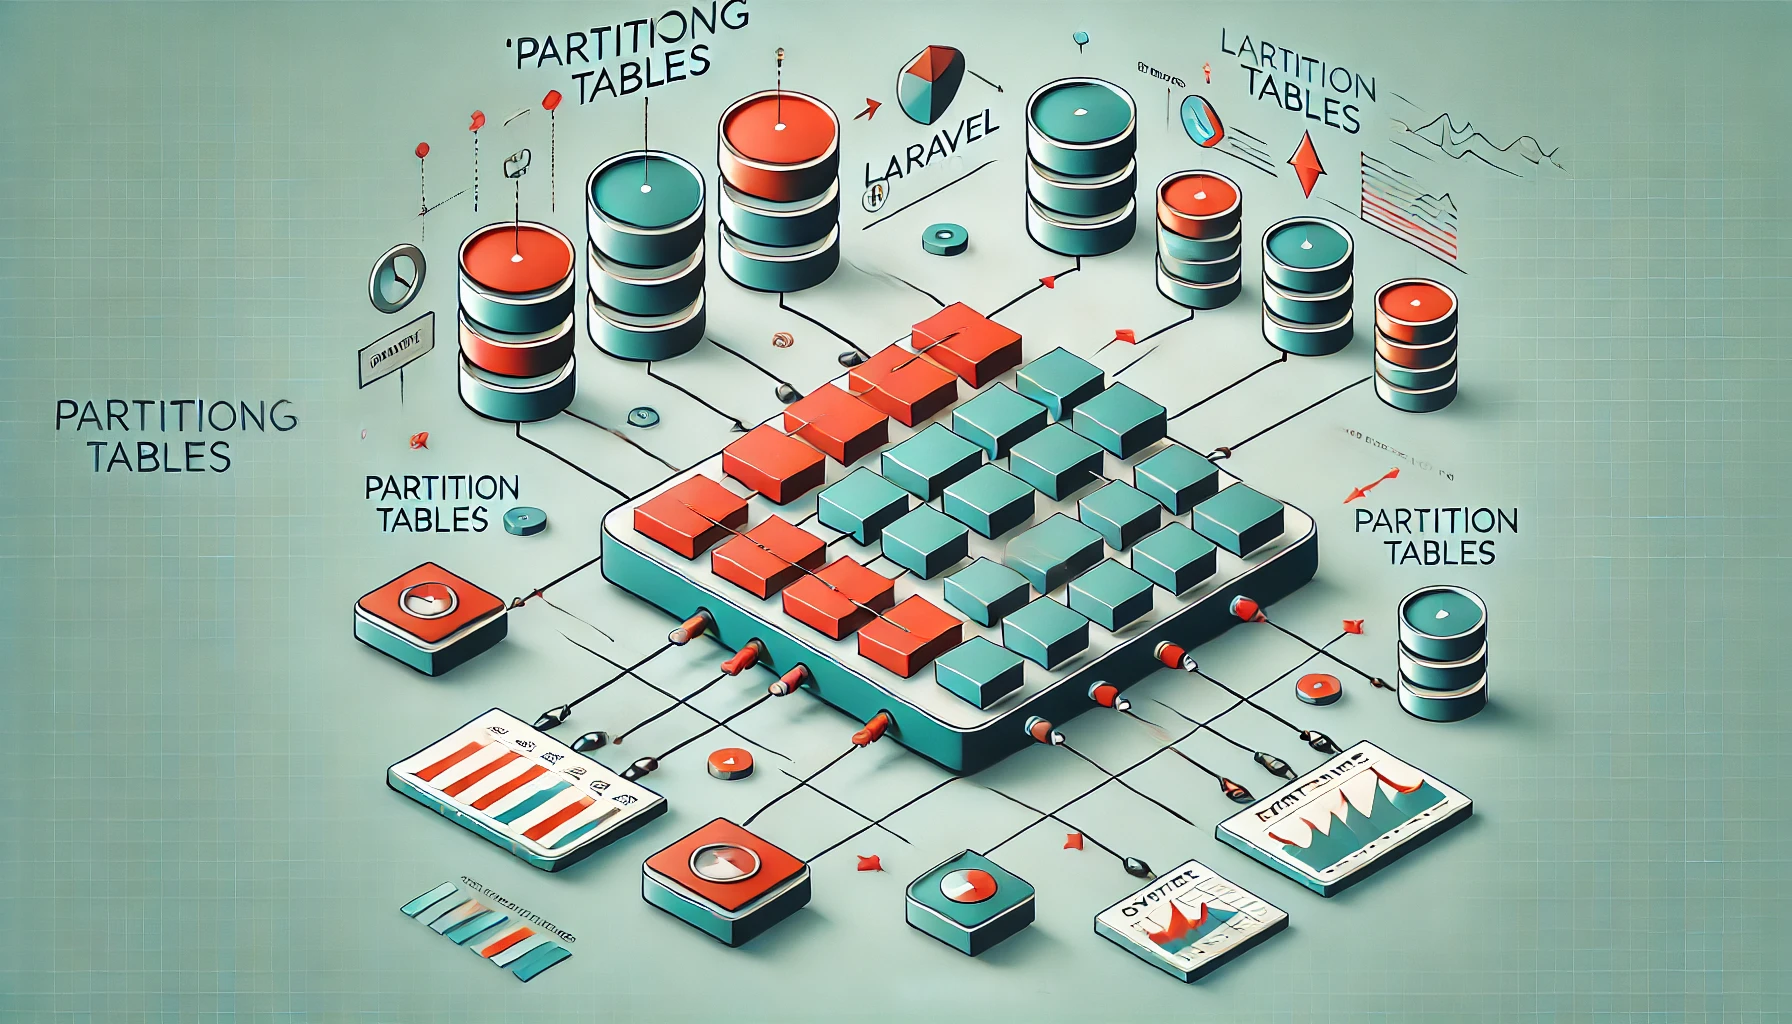 'PARTITIONG
TABLES
LARAVEL
LARTITION
TABLES
PARTITIONG
TABLES
PARTITION
TABLES
PARTITION
TABLES